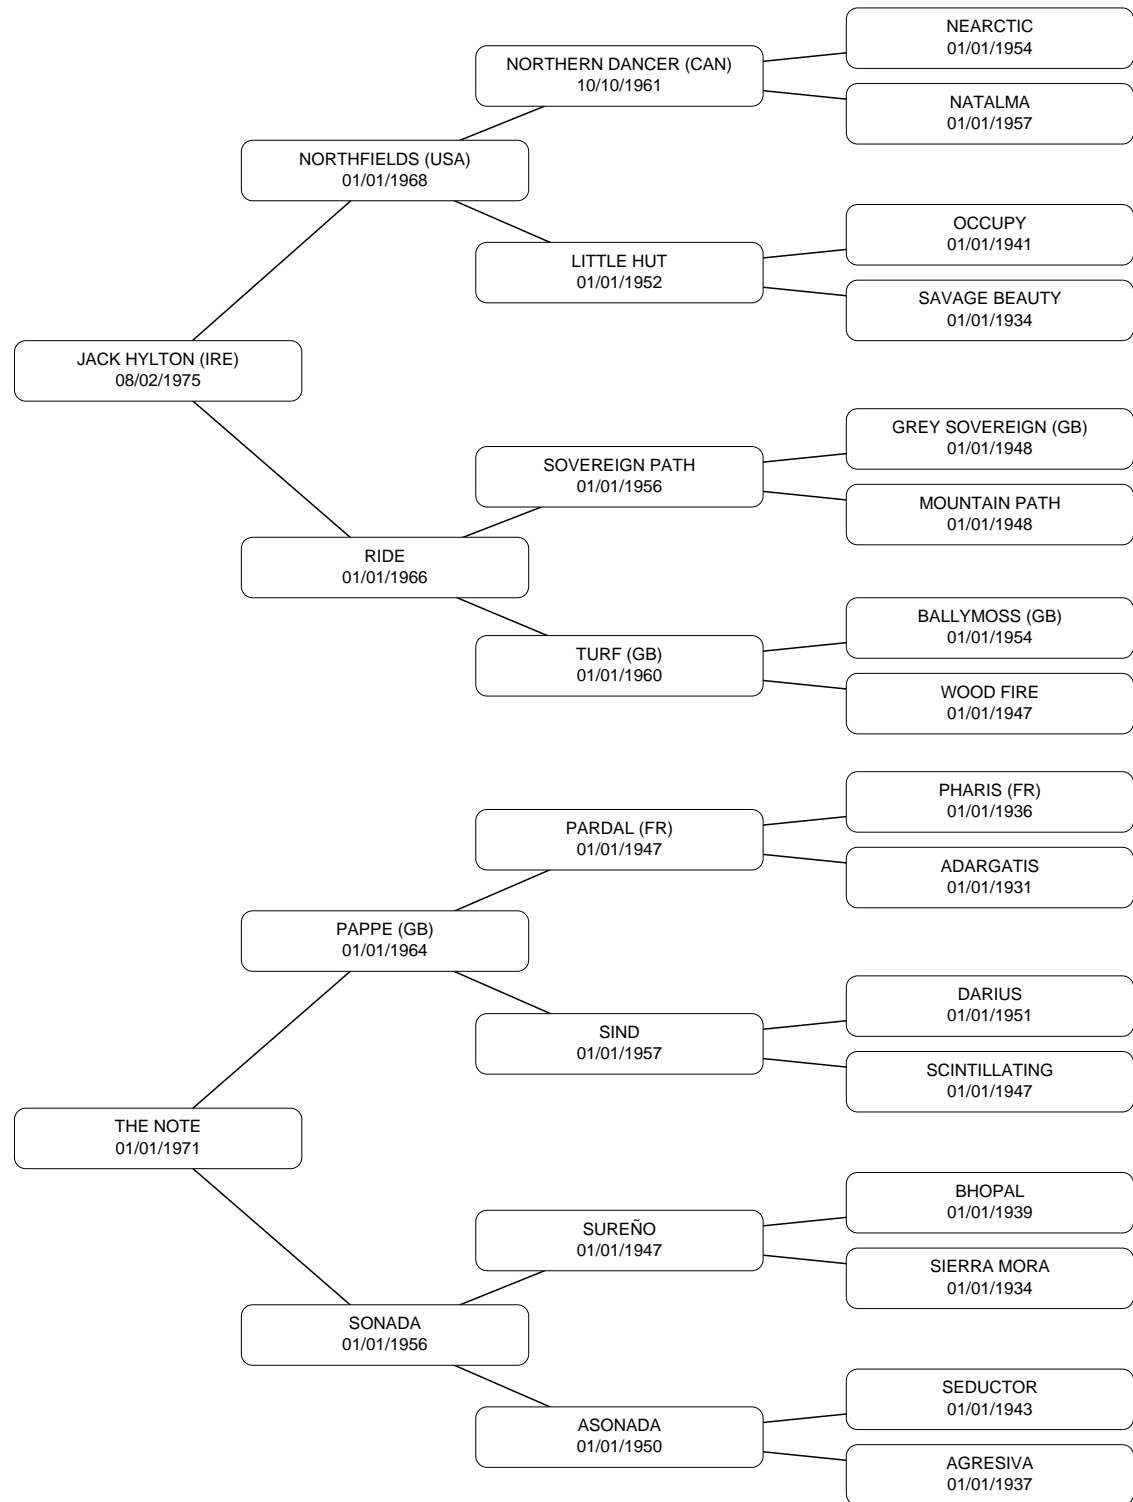 NEARCTIC
01/01/1954
NORTHERN DANCER (CAN)
10/10/1961
NATALMA
01/01/1957
NORTHFIELDS (USA)
01/01/1968
OCCUPY
01/01/1941
LITTLE HUT
01/01/1952
SAVAGE BEAUTY
01/01/1934
JACK HYLTON (IRE)
08/02/1975
GREY SOVEREIGN (GB)
01/01/1948
SOVEREIGN PATH
01/01/1956
MOUNTAIN PATH
01/01/1948
RIDE
01/01/1966
BALLYMOSS (GB)
01/01/1954
TURF (GB)
01/01/1960
WOOD FIRE
01/01/1947
PHARIS (FR)
01/01/1936
PARDAL (FR)
01/01/1947
ADARGATIS
01/01/1931
PAPPE (GB)
01/01/1964
DARIUS
01/01/1951
SIND
01/01/1957
SCINTILLATING
01/01/1947
THE NOTE
01/01/1971
BHOPAL
01/01/1939
SUREÑO
01/01/1947
SIERRA MORA
01/01/1934
SONADA
01/01/1956
SEDUCTOR
01/01/1943
ASONADA
01/01/1950
AGRESIVA
01/01/1937